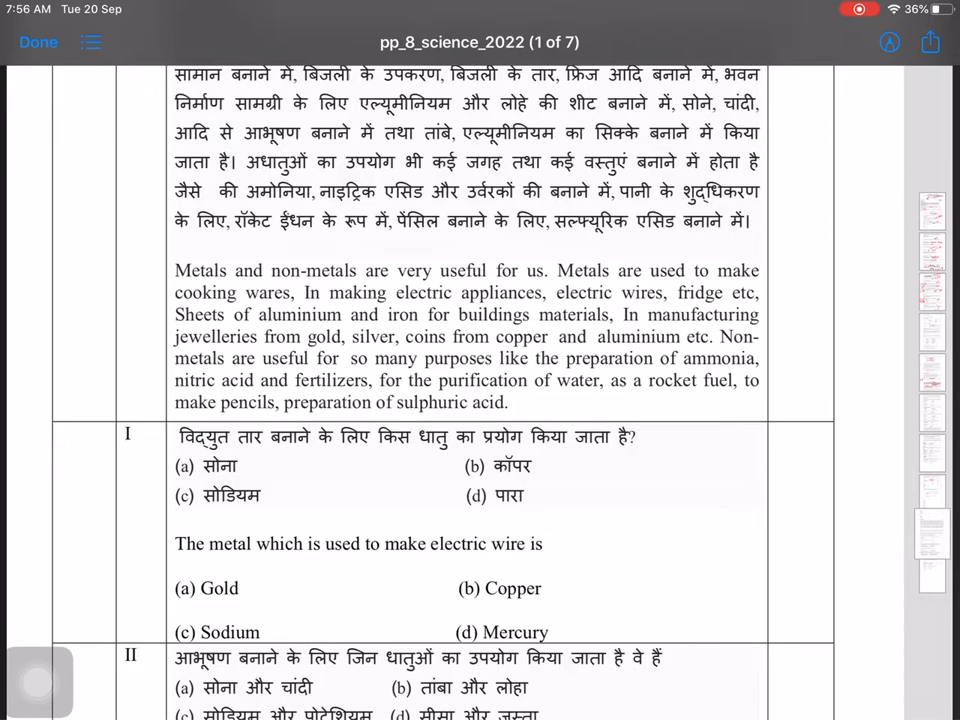 7:56 AM Tue 20 Sep
36%
Done
pp_8_science_2022 (1 of 7)
सामान बनाने में, बिजली के उपकरण, बिजली के तार, फ्रिज आदि बनाने में, भवन
निर्माण सामग्री के लिए एल्यूमीनियम और लोहे की शीट बनाने में, सोने, चांदी,
आदि से आभूषण बनाने में तथा तांबे, एल्यूमीनियम का सिक्के बनाने में किया
जाता है। अधातुओं का उपयोग भी कई जगह तथा कई वस्तुएं बनाने में होता है
जैसे की अमोनिया, नाइट्रिक एसिड और उर्वरकों की बनाने में, पानी के शुद्धिकरण
के लिए, रॉकेट ईंधन के रूप में, पेंसिल बनाने के लिए, सल्फ्यूरिक एसिड बनाने में।
Metals and non-metals are very useful for us. Metals are used to make
cooking wares, In making electric appliances, electric wires, fridge etc,
Sheets of aluminium and iron for buildings materials, In manufacturing
jewelleries from gold, silver, coins from copper and aluminium etc. Non-
metals are useful for so many purposes like the preparation of ammonia,
nitric acid and fertilizers, for the purification of water, as a rocket fuel, to
make pencils, preparation of sulphuric acid.
I विद्युत तार बनाने के लिए किस धातु का प्रयोग किया जाता है?
(a) सोना (b) कॉपर
(c) सोडियम (d) पारा
The metal which is used to make electric wire is
(a) Gold (b) Copper
(c) Sodium (d) Mercury
II आभूषण बनाने के लिए जिन धातुओं का उपयोग किया जाता है वे हैं
(a) सोना और चांदी (b) तांबा और लोहा
(c) सोडियम और पोटेशियम (d) सीसा और जस्ता